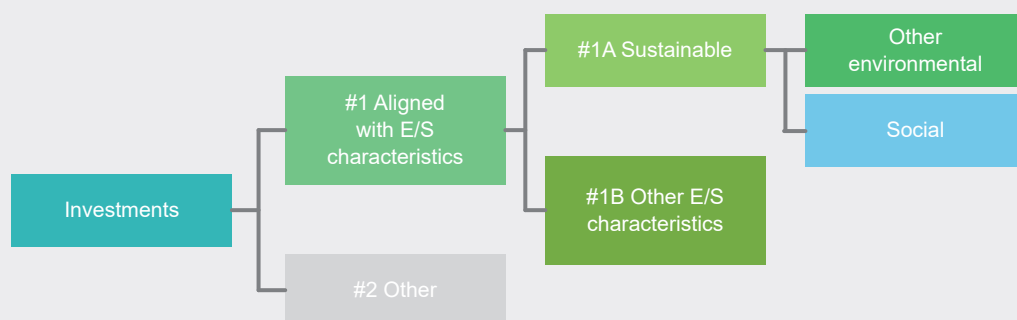 Investments
#1 Aligned
with E/S
characteristics
#2 Other
#1A Sustainable
#1B Other E/S
characteristics
Other
environmental
Social